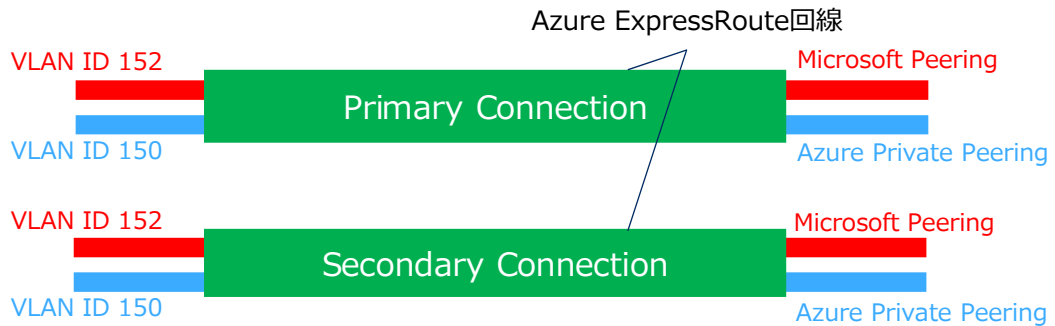 Azure ExpressRoute回線
VLAN ID 152
Microsoft Peering
Primary Connection
VLAN ID 150
Azure Private Peering
VLAN ID 152
Microsoft Peering
Secondary Connection
VLAN ID 150
Azure Private Peering